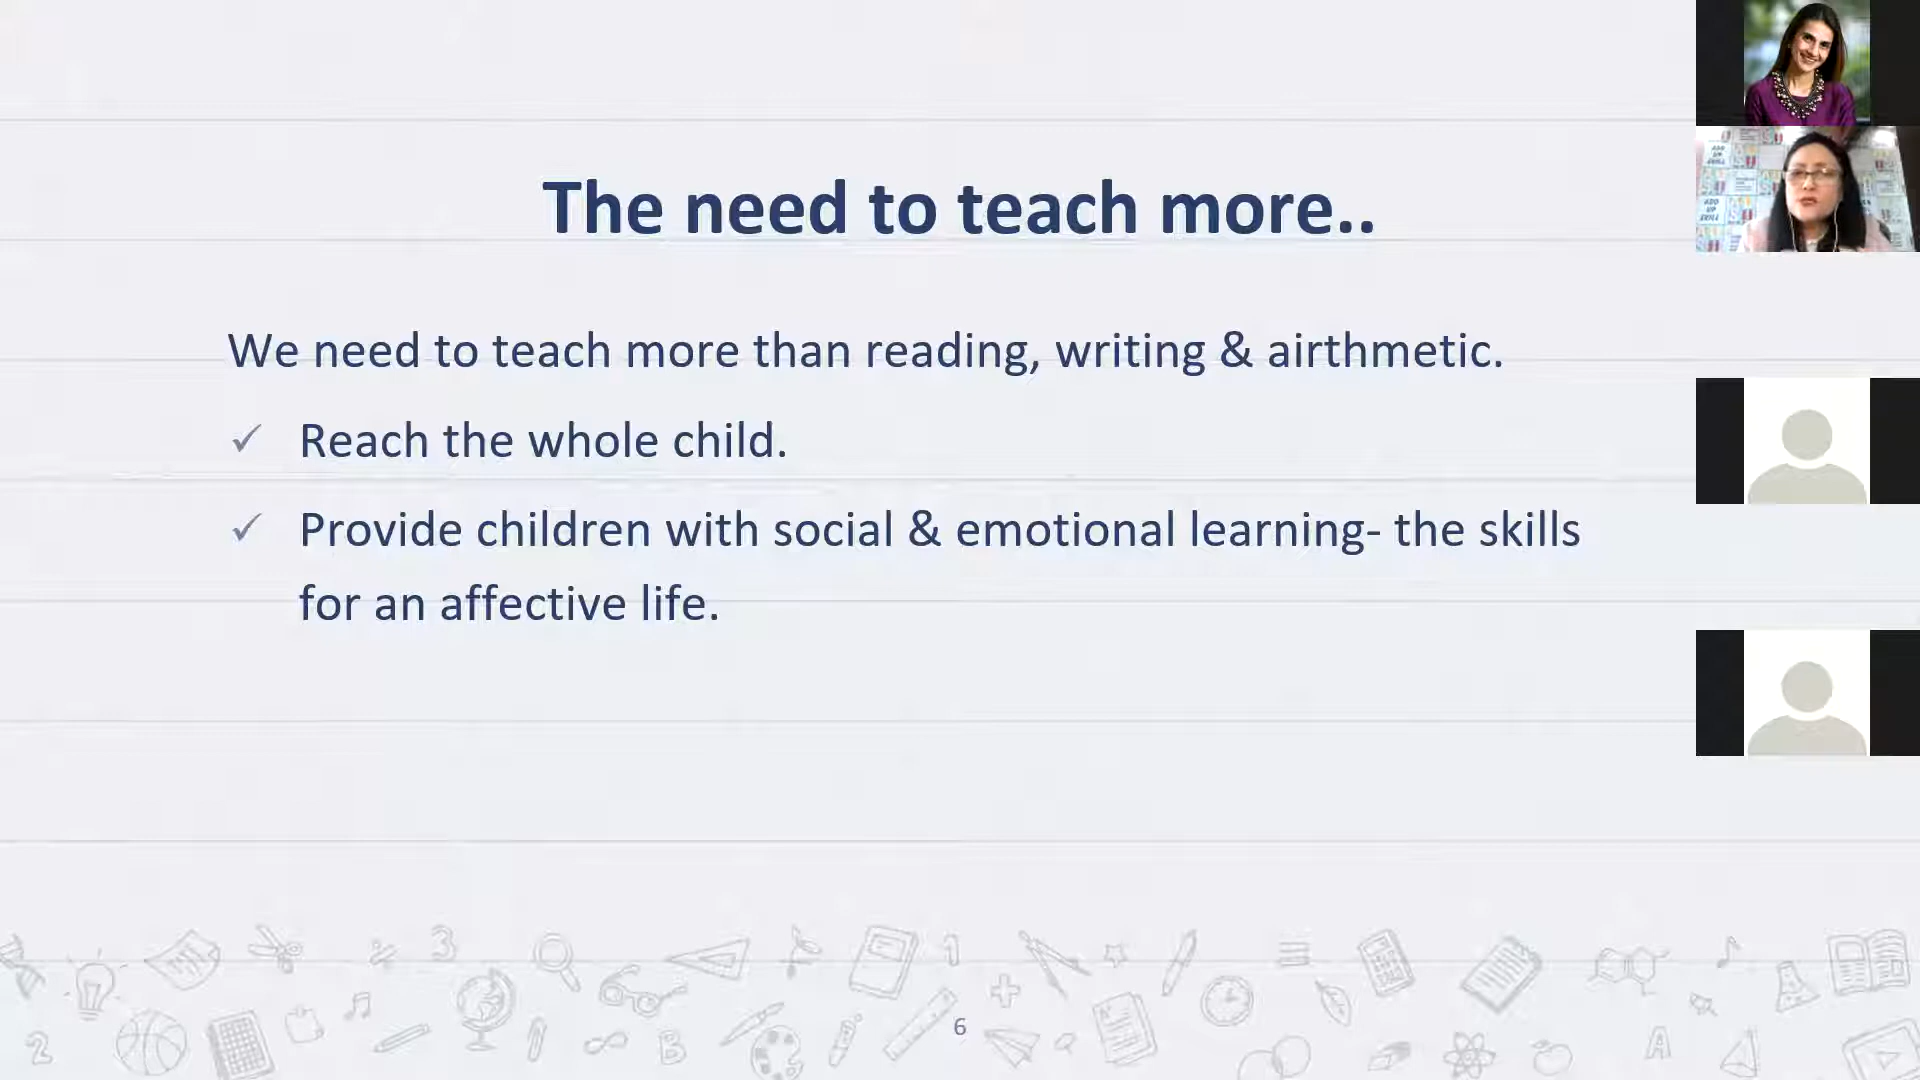 The need to teach more..
We need to teach more than reading, writing & airthmetic.
✓ Reach the whole child.
✓ Provide children with social & emotional learning- the skills
for an affective life.
6